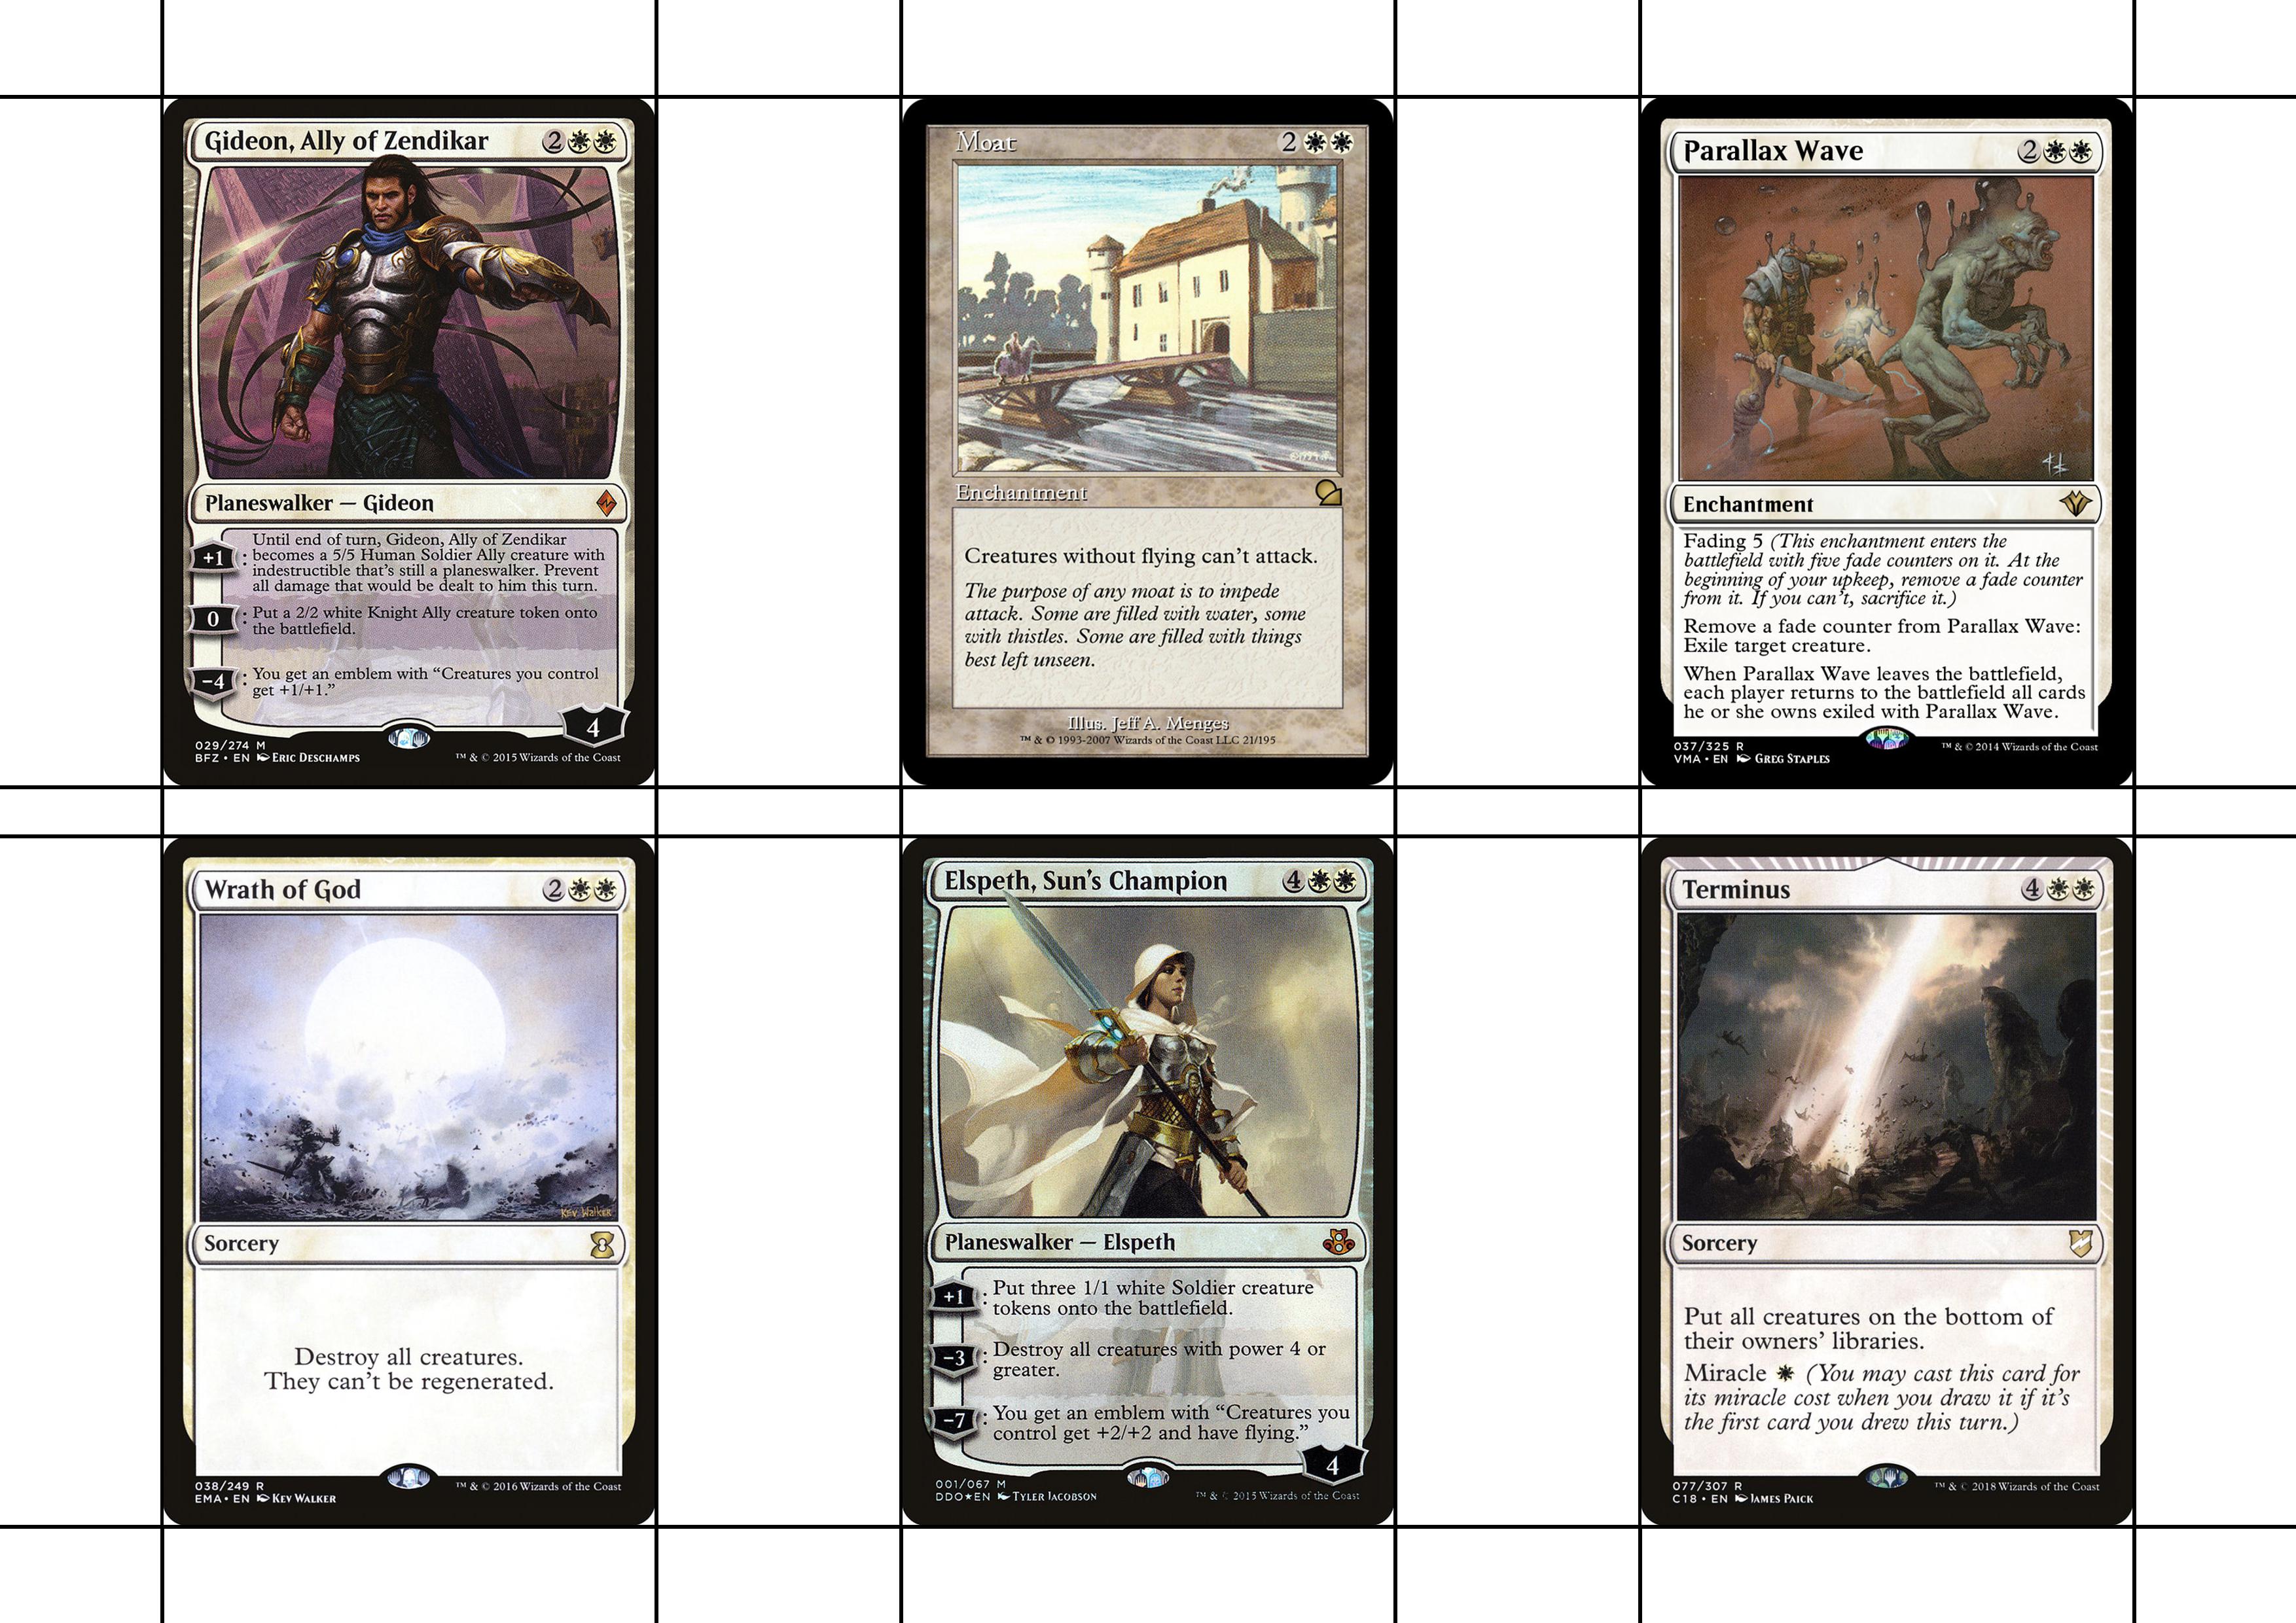 Gideon, Ally of Zendikar 2
Planeswalker — Gideon
+1 : Until end of turn, Gideon, Ally of Zendikar
becomes a 5/5 Human Soldier Ally creature with
indestructible that's still a planeswalker. Prevent
all damage that would be dealt to him this turn.
0 : Put a 2/2 white Knight Ally creature token onto
the battlefield.
−4 : You get an emblem with “Creatures you control
get +1/+1.”
4
029/274 M
BFZ • EN ERIC DESCHAMPS ™ & © 2015 Wizards of the Coast
Moat 2
©1994
Enchantment
Creatures without flying can't attack.
The purpose of any moat is to impede
attack. Some are filled with water, some
with thistles. Some are filled with things
best left unseen.
Illus. Jeff A. Menges
™ & © 1993-2007 Wizards of the Coast LLC 21/195
Parallax Wave 2
Enchantment
Fading 5 (This enchantment enters the
battlefield with five fade counters on it. At the
beginning of your upkeep, remove a fade counter
from it. If you can't, sacrifice it.)
Remove a fade counter from Parallax Wave:
Exile target creature.
When Parallax Wave leaves the battlefield,
each player returns to the battlefield all cards
he or she owns exiled with Parallax Wave.
037/325 R ™ & © 2014 Wizards of the Coast
VMA • EN GREG STAPLES
Wrath of God 2
KEV WALKER
Sorcery
Destroy all creatures.
They can't be regenerated.
038/249 R ™ & © 2016 Wizards of the Coast
EMA • EN KEV WALKER
Elspeth, Sun's Champion 4
Planeswalker — Elspeth
+1 : Put three 1/1 white Soldier creature
tokens onto the battlefield.
−3 : Destroy all creatures with power 4 or
greater.
−7 : You get an emblem with “Creatures you
control get +2/+2 and have flying.”
4
001/067 M
DDO★EN TYLER JACOBSON ™ & © 2015 Wizards of the Coast
Terminus 4
Sorcery
Put all creatures on the bottom of
their owners' libraries.
Miracle (You may cast this card for
its miracle cost when you draw it if it's
the first card you drew this turn.)
077/307 R ™ & © 2018 Wizards of the Coast
C18 • EN JAMES PAICK